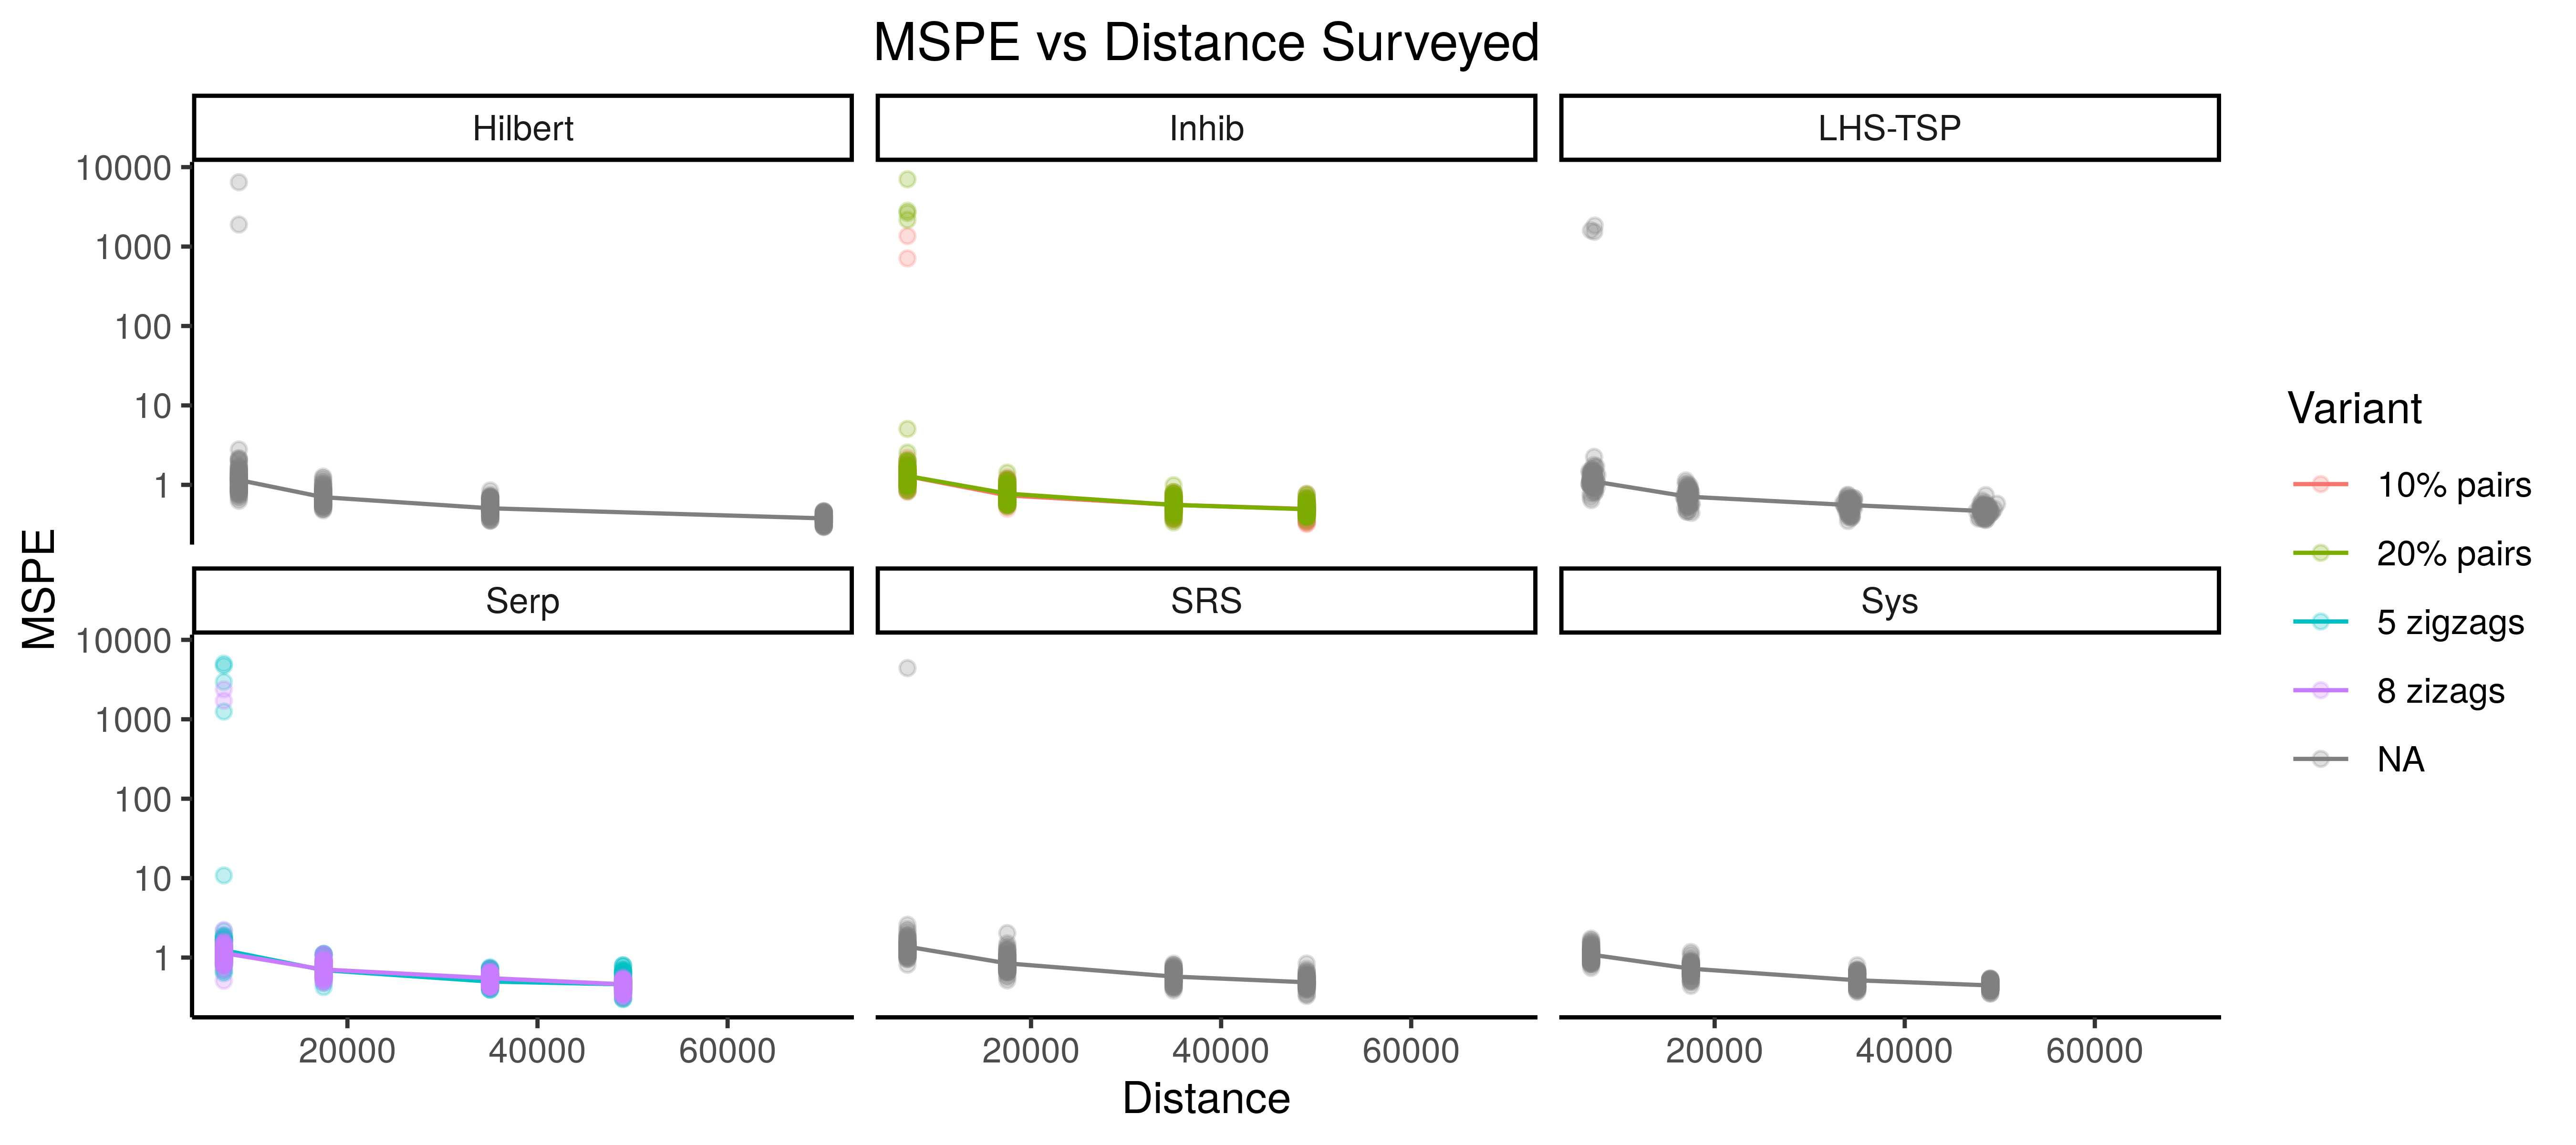 MSPE vs Distance Surveyed
Hilbert
Inhib
LHS-TSP
10000
1000
100
10
1
Serp
SRS
Sys
10000
1000
100
10
1
20000 40000 60000
20000 40000 60000
20000 40000 60000
Distance
MSPE
Variant
10% pairs
20% pairs
5 zigzags
8 zizags
NA